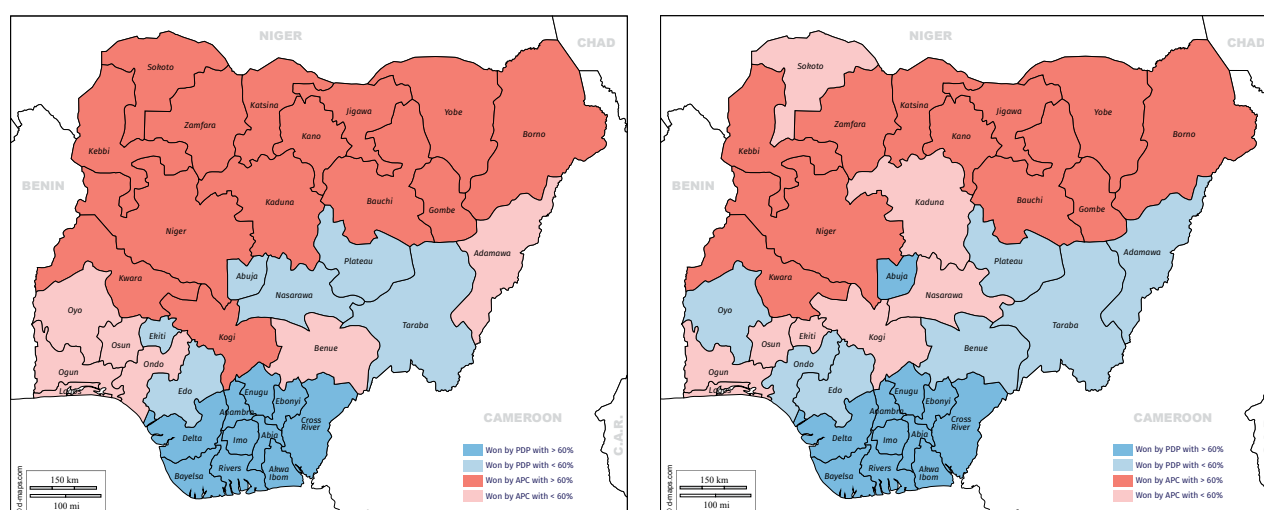 NIGER
CHAD
Sokoto
Katsina
Jigawa
Yobe
Zamfara
Kano
Borno
Kebbi
BENIN
Kaduna
Bauchi
Gombe
Niger
Adamawa
Plateau
Abuja
Kwara
Nasarawa
Oyo
Taraba
Ekiti
Kogi
Osun
Benue
Ondo
Ogun
Lagos
Edo
Enugu
Ebonyi
Anambra
Cross
River
CAMEROON
C.A.R.
Delta
Imo
Abia
Bayelsa
Rivers
Akwa
Ibom
Won by PDP with > 60%
Won by PDP with < 60%
Won by APC with > 60%
Won by APC with < 60%
150 km
100 mi
d-maps.com
NIGER
CHAD
Sokoto
Katsina
Jigawa
Yobe
Zamfara
Kano
Borno
Kebbi
BENIN
Kaduna
Bauchi
Gombe
Niger
Adamawa
Plateau
Abuja
Kwara
Nasarawa
Oyo
Taraba
Ekiti
Kogi
Osun
Benue
Ondo
Ogun
Lagos
Edo
Enugu
Ebonyi
Anambra
Cross
River
CAMEROON
Delta
Imo
Abia
Bayelsa
Rivers
Akwa
Ibom
Won by PDP with > 60%
Won by PDP with < 60%
Won by APC with > 60%
Won by APC with < 60%
150 km
100 mi
d-maps.com